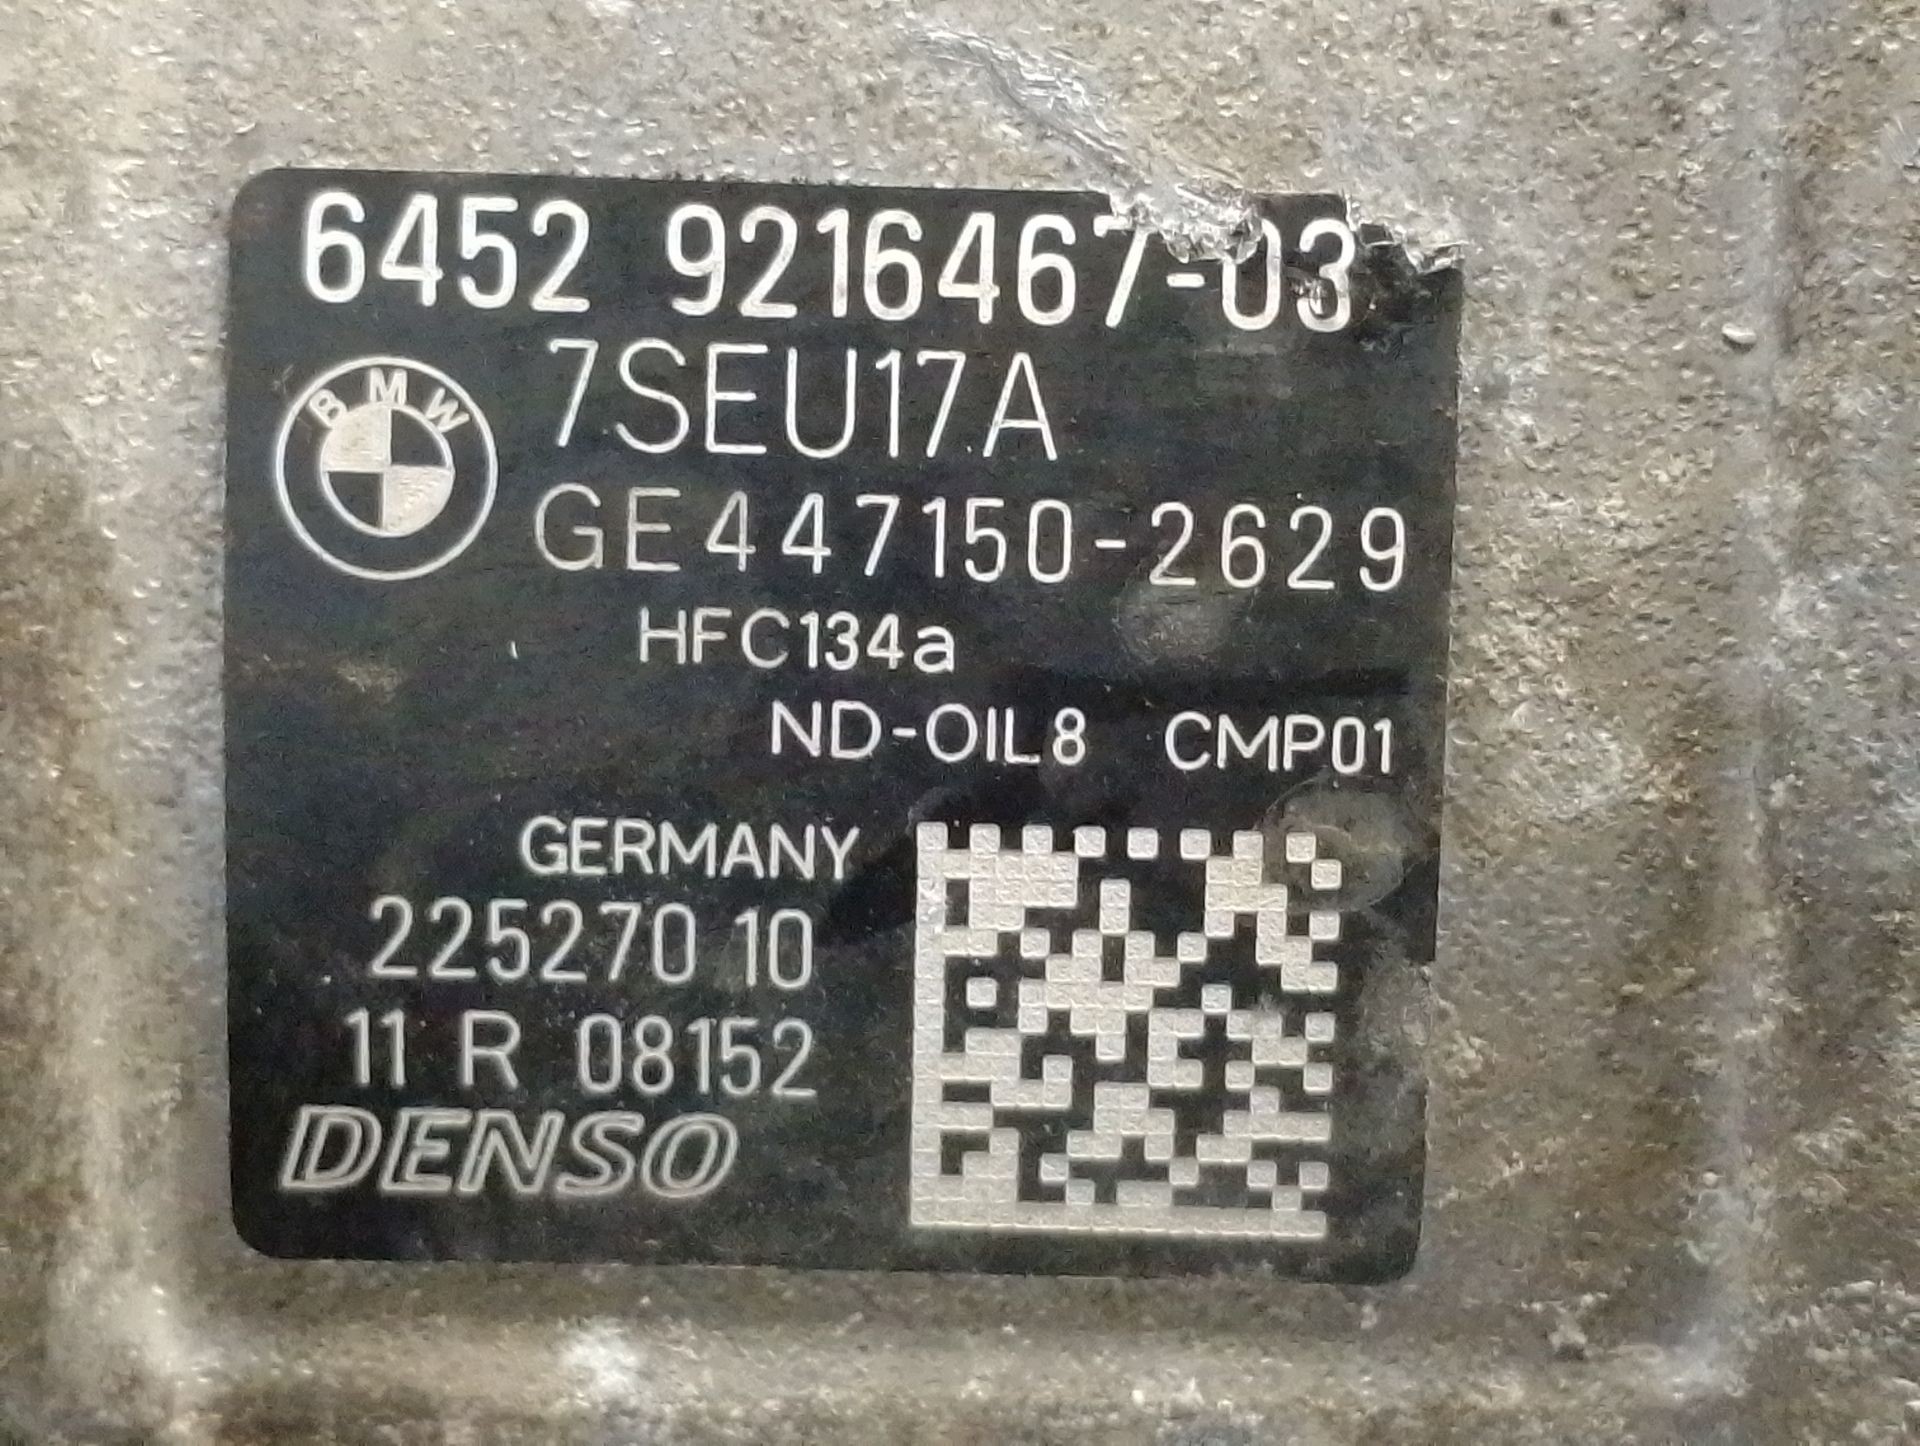 6452 9216467-03
BMW
7SEU17A
GE447150-2629
HFC134a
ND-OIL8 CMP01
GERMANY
225270 10
11 R 08152
DENSO